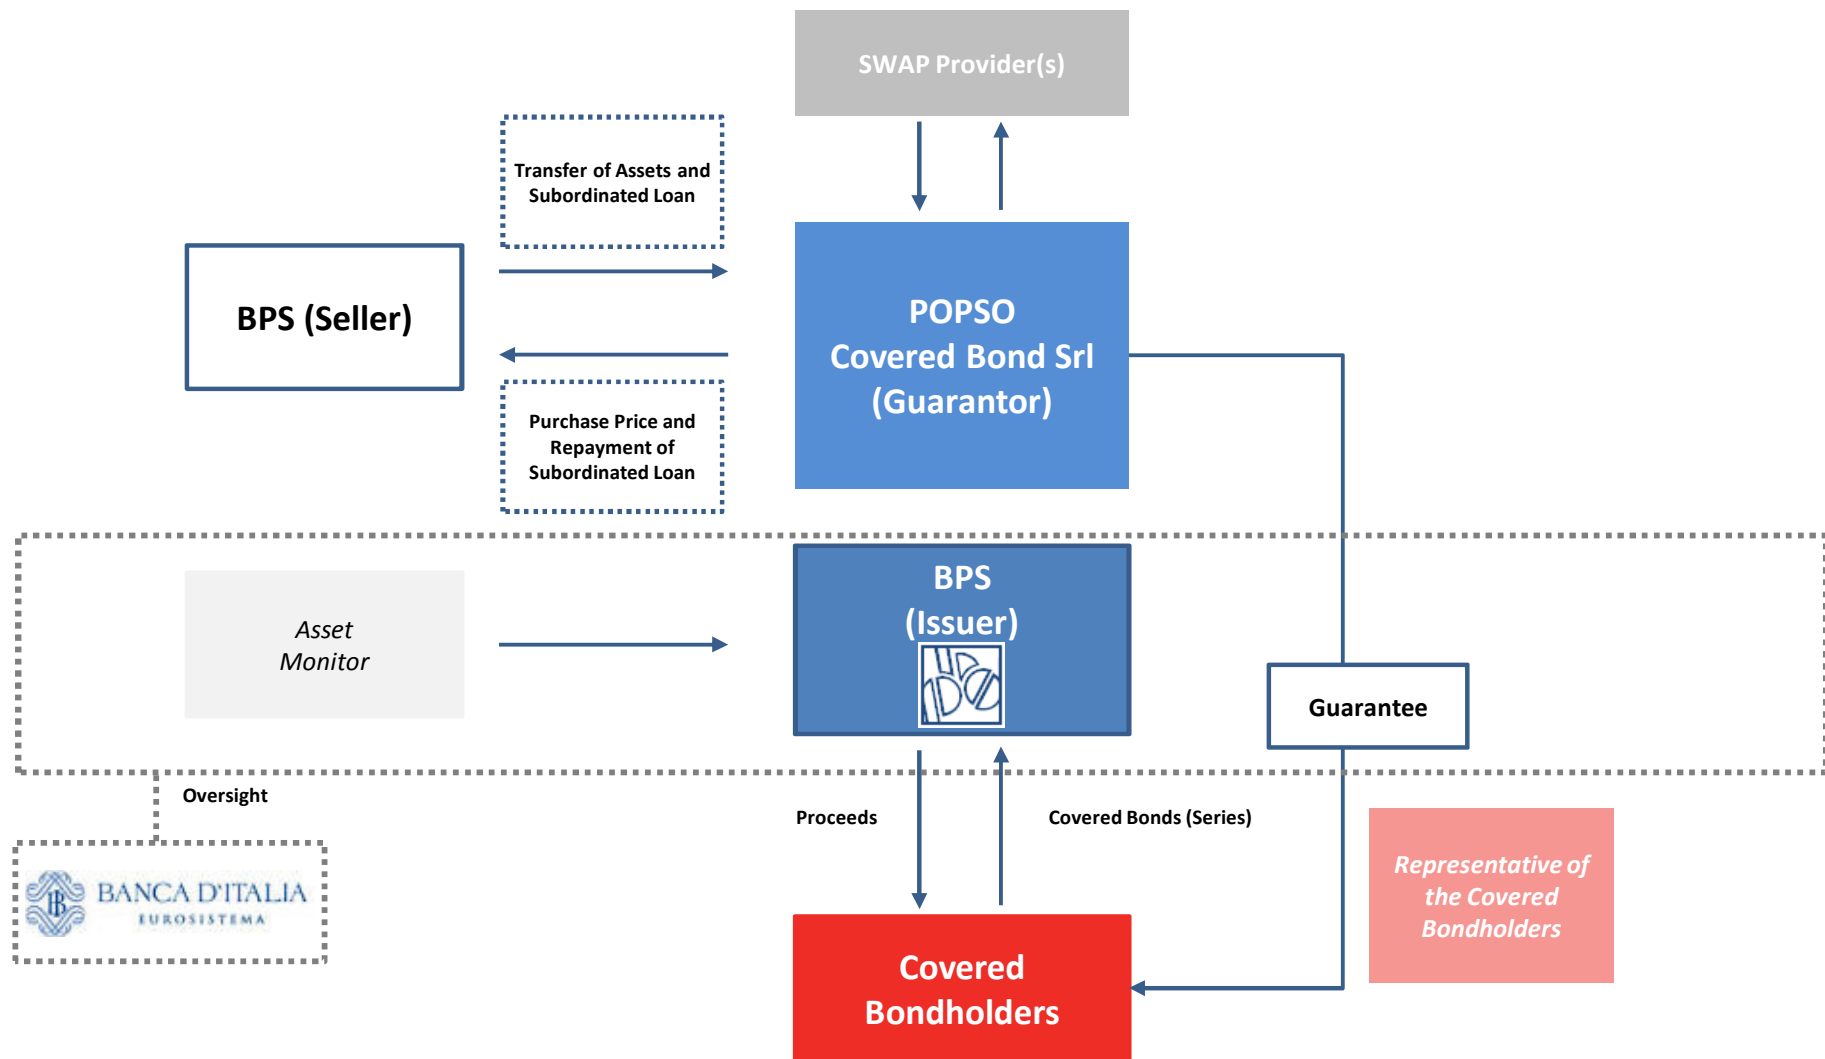 SWAP Provider(s)
Transfer of Assets and
Subordinated Loan
BPS (Seller)
POPSO
Covered Bond Srl
(Guarantor)
Purchase Price and
Repayment of
Subordinated Loan
BPS
(Issuer)
Asset
Monitor
Guarantee
Oversight
Proceeds
Covered Bonds (Series)
BANCA D'ITALIA
EUROSISTEMA
Representative of
the Covered
Bondholders
Covered
Bondholders